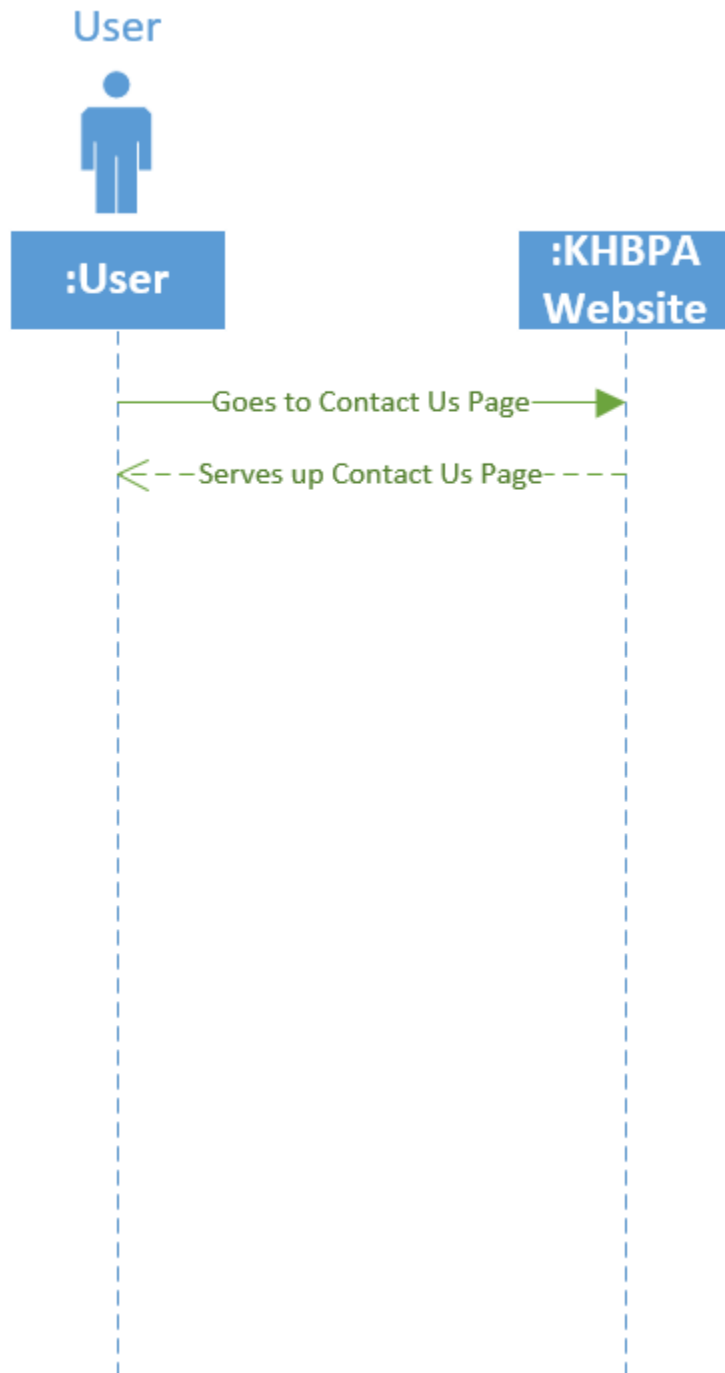 User
:User
:KHBPA
Website
Goes to Contact Us Page
Serves up Contact Us Page